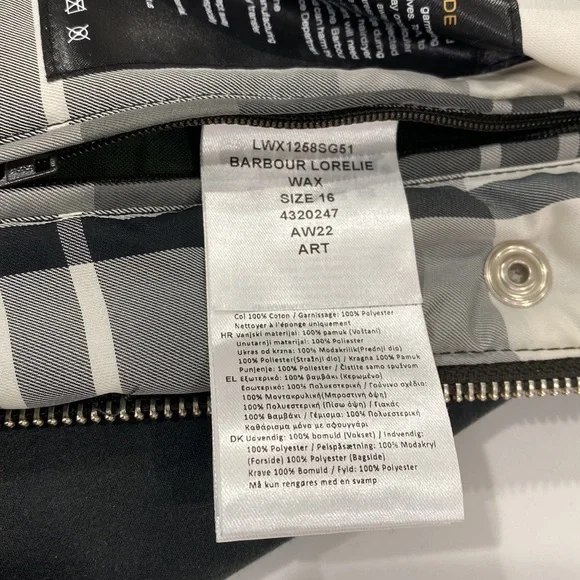 LWX1258SG51
BARBOUR LORELIE
WAX
SIZE 16
4320247
AW22
ART
Col 100% Coton / Garnissage: 100% Polyester
Nettoyer à l'éponge uniquement
HR Vanjski materijal: 100% pamuk (Voštani)
Unutarnji materijal: 100% Poliester
Ukras od krzna: 100% Modakrilik(Prednji dio)
100% Poliester(Stražnji dio) / Kragna 100% Pamuk
Punjenje: 100% Poliester / Čistite samo spužvom
EL Εξωτερικό: 100% Βαμβάκι (Κερωμένο)
Εσωτερικό: 100% Πολυεστερική / Γούνινο σχέδιο
100% Μοδακρυλική(Μπροστινή όψη)
100% Πολυεστερική(Πίσω όψη) / Γιακάς
100% Βαμβάκι / Γέμισμα: 100% Πολυεστερική
Καθάρισμα μόνο με σφουγγάρι
DK Udvendig: 100% bomuld (Vokset) / Indvendig:
100% Polyester / Pelspåsætning: 100% Modakryl
(Forside) 100% Polyester (Bagside)
Krave 100% Bomuld / Fyld: 100% Polyester
Må kun rengøres med en svamp